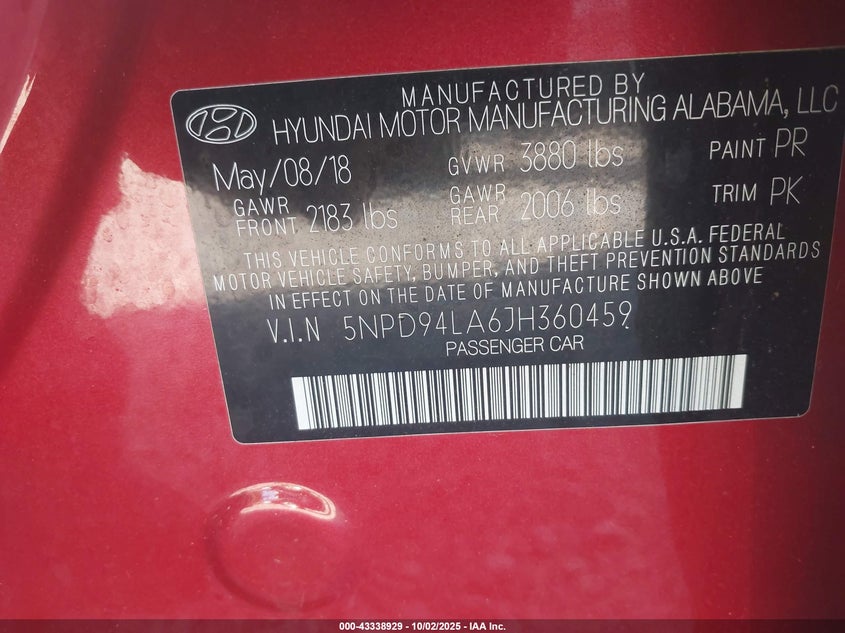 MANUFACTURED BY
HYUNDAI MOTOR MANUFACTURING ALABAMA, LLC
May/08/18 GVWR 3880 lbs PAINT PR
GAWR FRONT 2183 lbs GAWR REAR 2006 lbs TRIM PK
THIS VEHICLE CONFORMS TO ALL APPLICABLE U.S.A. FEDERAL
MOTOR VEHICLE SAFETY, BUMPER, AND THEFT PREVENTION STANDARDS
IN EFFECT ON THE DATE OF MANUFACTURE SHOWN ABOVE
V.I.N 5NPD94LA6JH360459
PASSENGER CAR
000-43338929 - 10/02/2025 - IAA Inc.